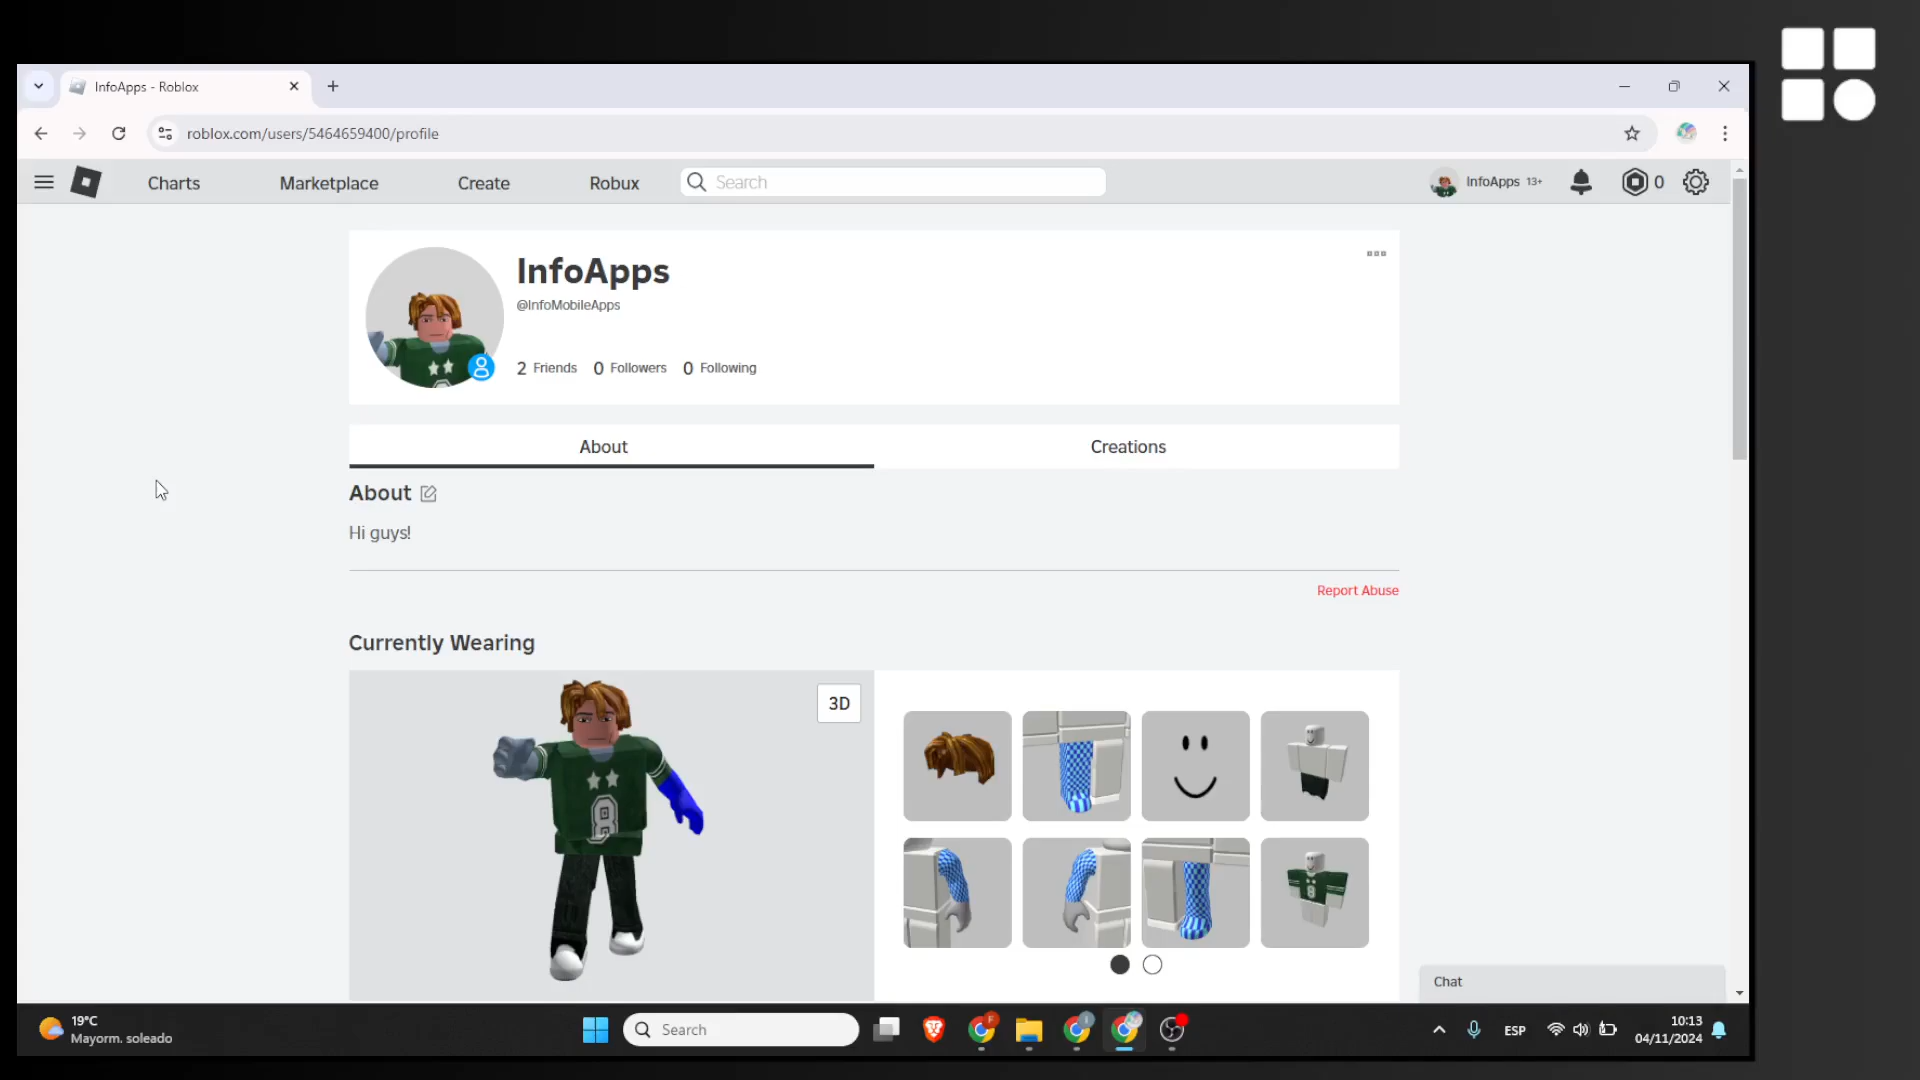 InfoApps - Roblox
roblox.com/users/5464659400/profile
Charts
Marketplace
Create
Robux
Search
InfoApps 13+
0
InfoApps
@InfoMobileApps
2 Friends 0 Followers 0 Following
About
Creations
About
Hi guys!
Report Abuse
Currently Wearing
3D
8
8
Chat
19°C
Mayorm. soleado
Search
F
I
ESP
10:13
04/11/2024